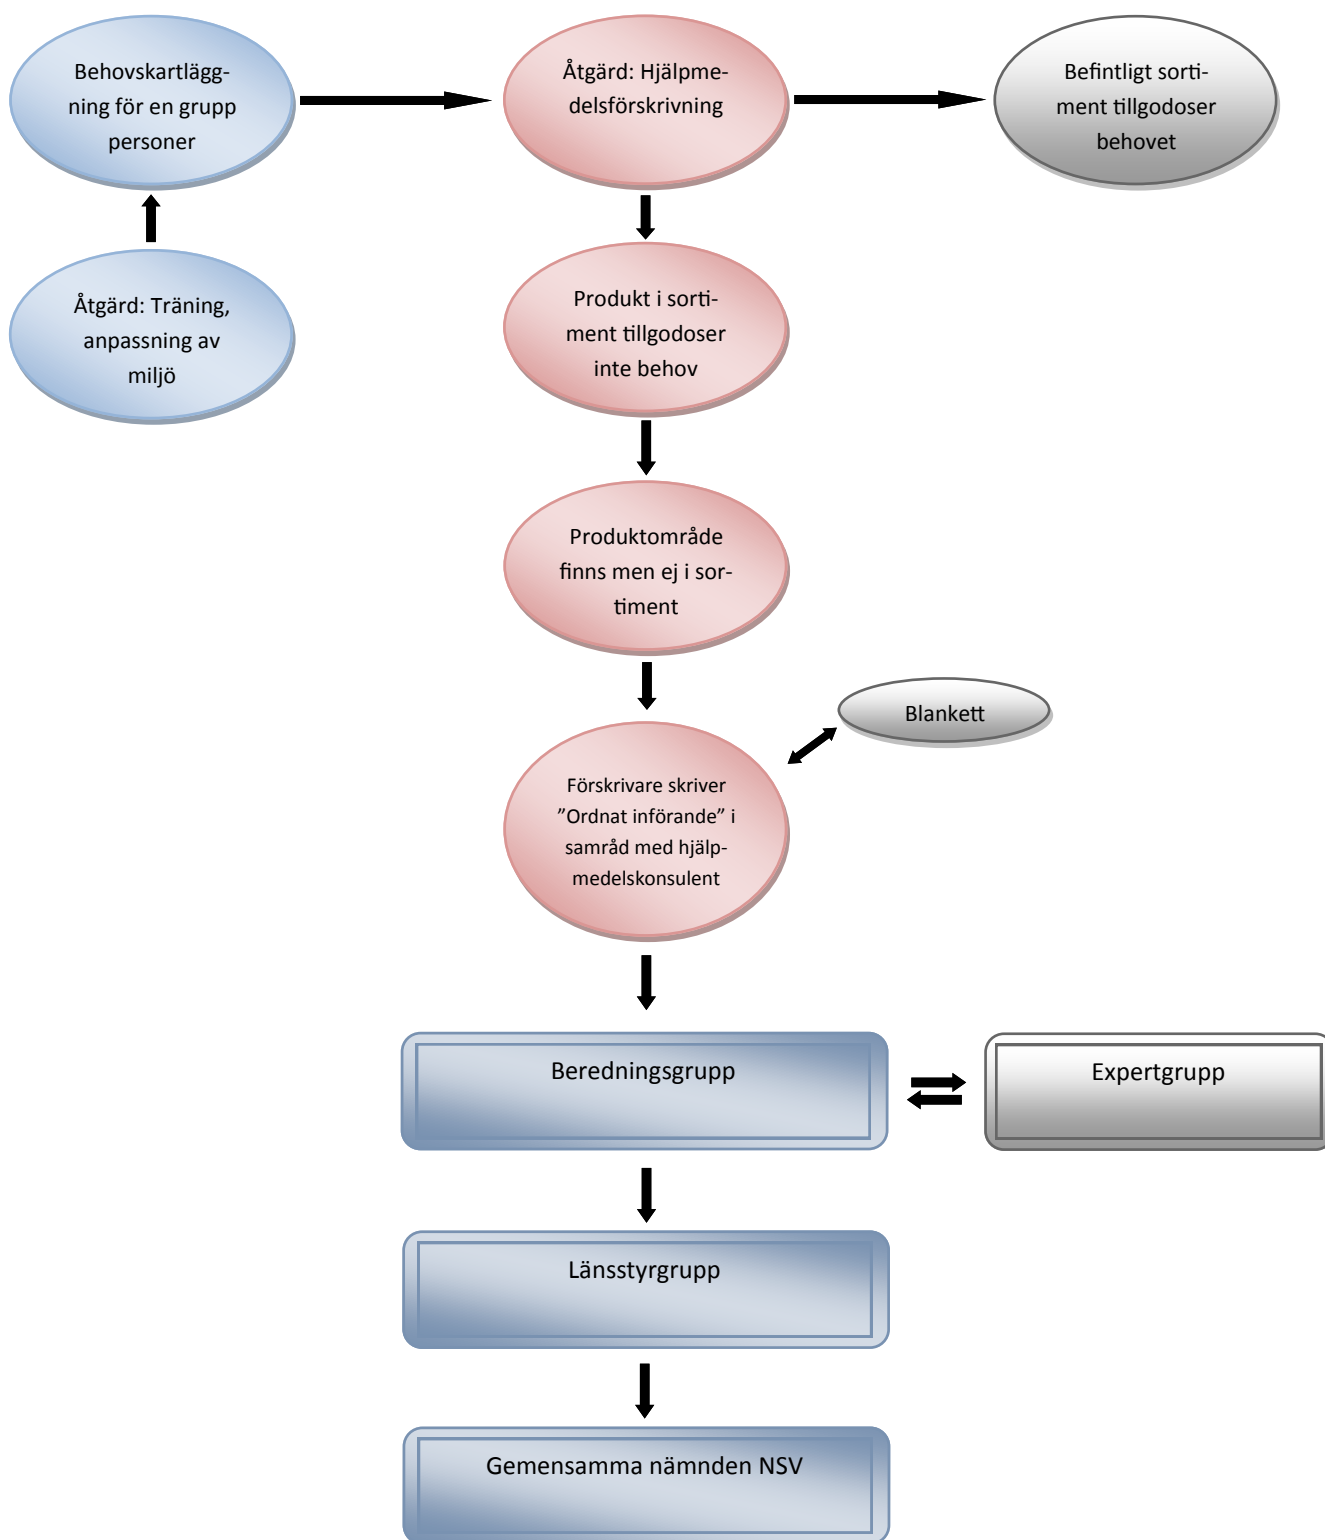 Behovskartlägg-
ning för en grupp
personer
Åtgärd: Hjälpme-
delsförskrivning
Befintligt sorti-
ment tillgodoser
behovet
Åtgärd: Träning,
anpassning av
miljö
Produkt i sorti-
ment tillgodoser
inte behov
Produktområde
finns men ej i sor-
timent
Blankett
Förskrivare skriver
”Ordnat införande” i
samråd med hjälp-
medelskonsulent
Beredningsgrupp
Expertgrupp
Länsstyrgrupp
Gemensamma nämnden NSV